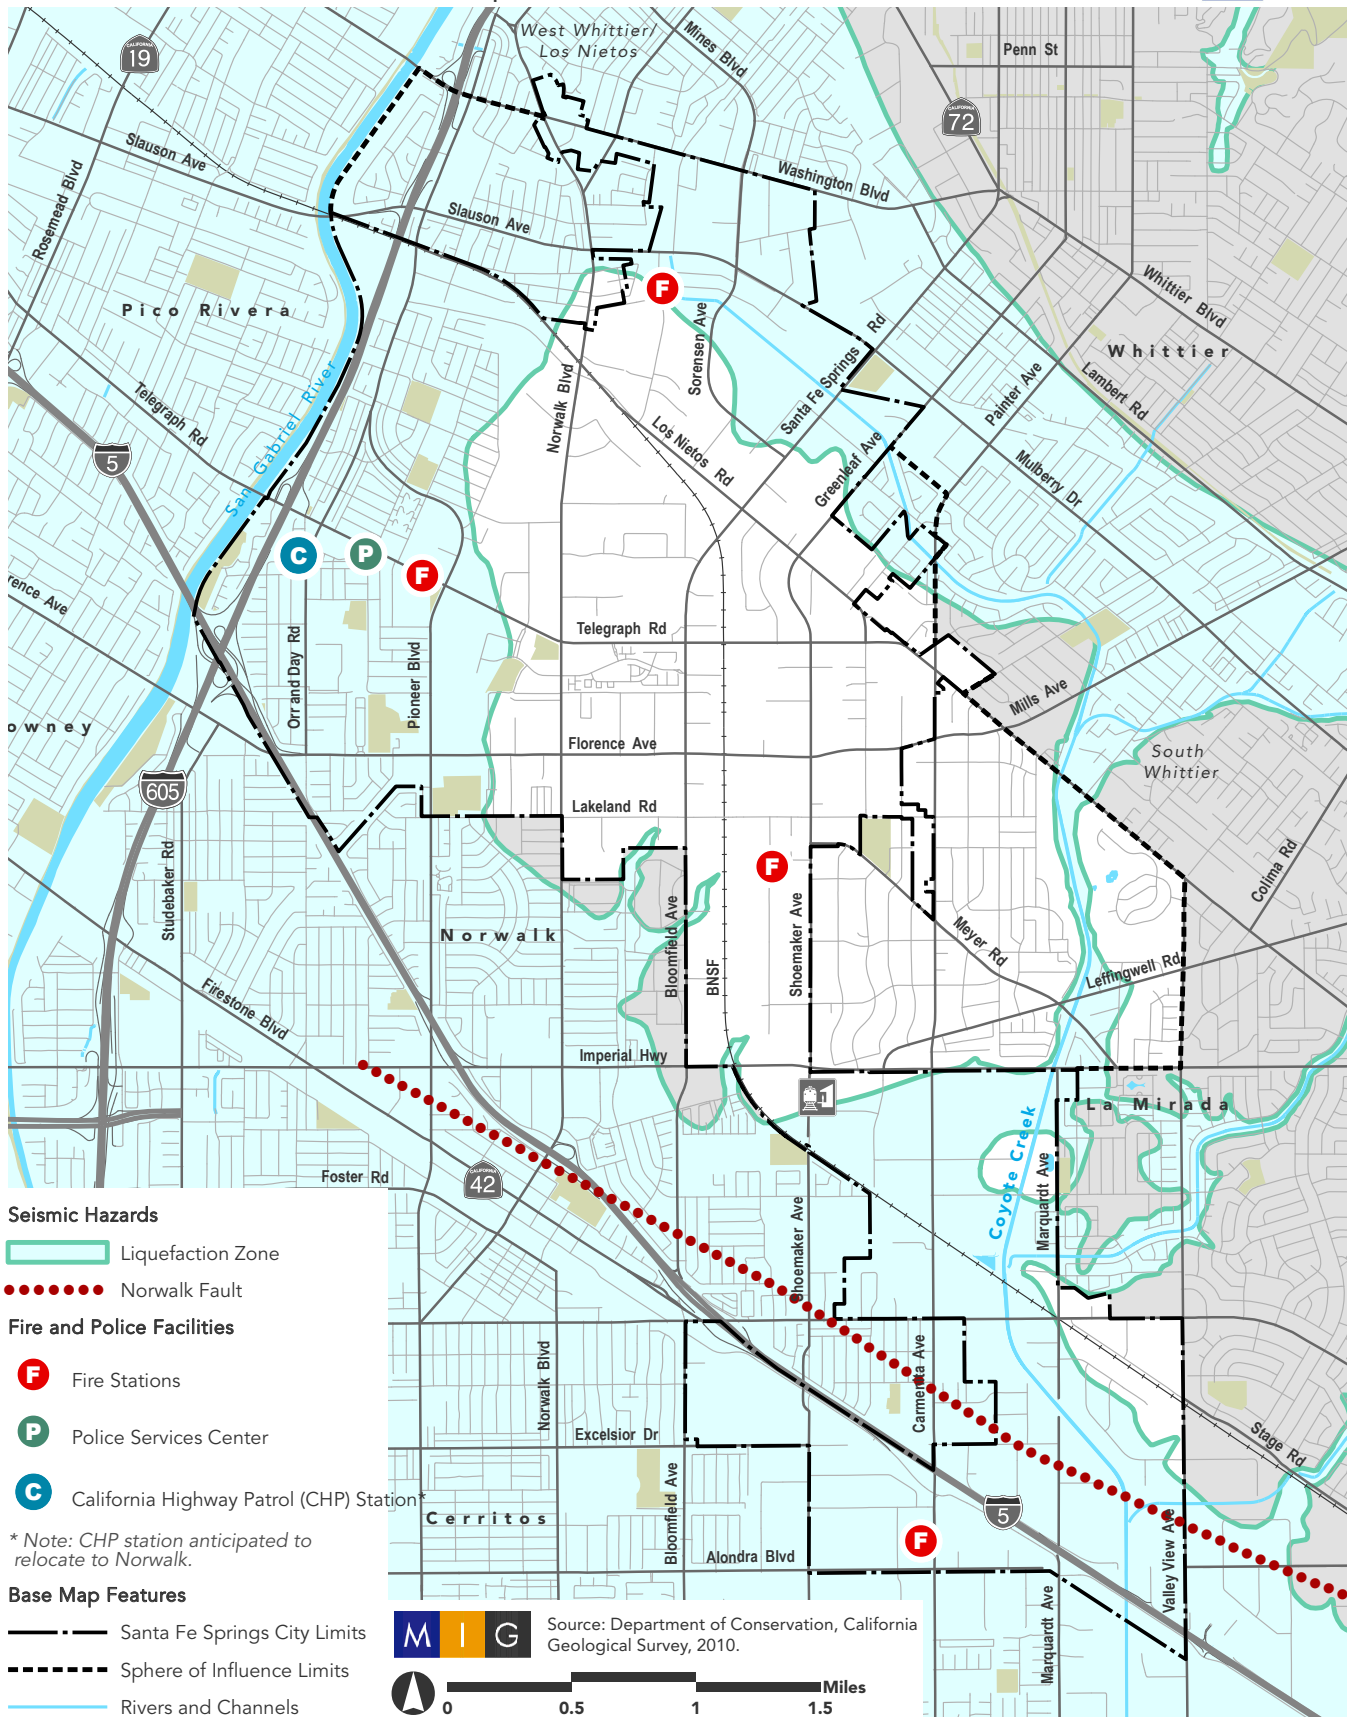 West Whittier/
Los Nietos
Mines Blvd
Penn St
CALIFORNIA
19
CALIFORNIA
72
Slauson Ave
Rosemead Blvd
Washington Blvd
Slauson Ave
Whittier Blvd
Pico Rivera
Whittier
Sorensen Ave
Santa Fe Springs Rd
Painter Ave
Lambert Rd
Telegraph Rd
San Gabriel River
Norwalk Blvd
Los Nietos Rd
Greenleaf Ave
Mulberry Dr
5
F
C
P
F
rence Ave
Telegraph Rd
Orr and Day Rd
Pioneer Blvd
Mills Ave
owney
Florence Ave
South
Whittier
605
Lakeland Rd
Studebaker Rd
F
Colima Rd
Norwalk
Bloomfield Ave
BNSF
Shoemaker Ave
Meyer Rd
Leffingwell Rd
Firestone Blvd
Imperial Hwy
La Mirada
Coyote Creek
Marquardt Ave
Foster Rd
CALIFORNIA
42
Shoemaker Ave
Seismic Hazards
Liquefaction Zone
Norwalk Fault
Fire and Police Facilities
F Fire Stations
P Police Services Center
C California Highway Patrol (CHP) Station*
* Note: CHP station anticipated to
relocate to Norwalk.
Base Map Features
Santa Fe Springs City Limits
Sphere of Influence Limits
Rivers and Channels
Norwalk Blvd
Carmenita Ave
Excelsior Dr
Stage Rd
Bloomfield Ave
Cerritos
5
F
Alondra Blvd
Valley View Ave
Marquardt Ave
M I G
Source: Department of Conservation, California
Geological Survey, 2010.
Miles
0 0.5 1 1.5